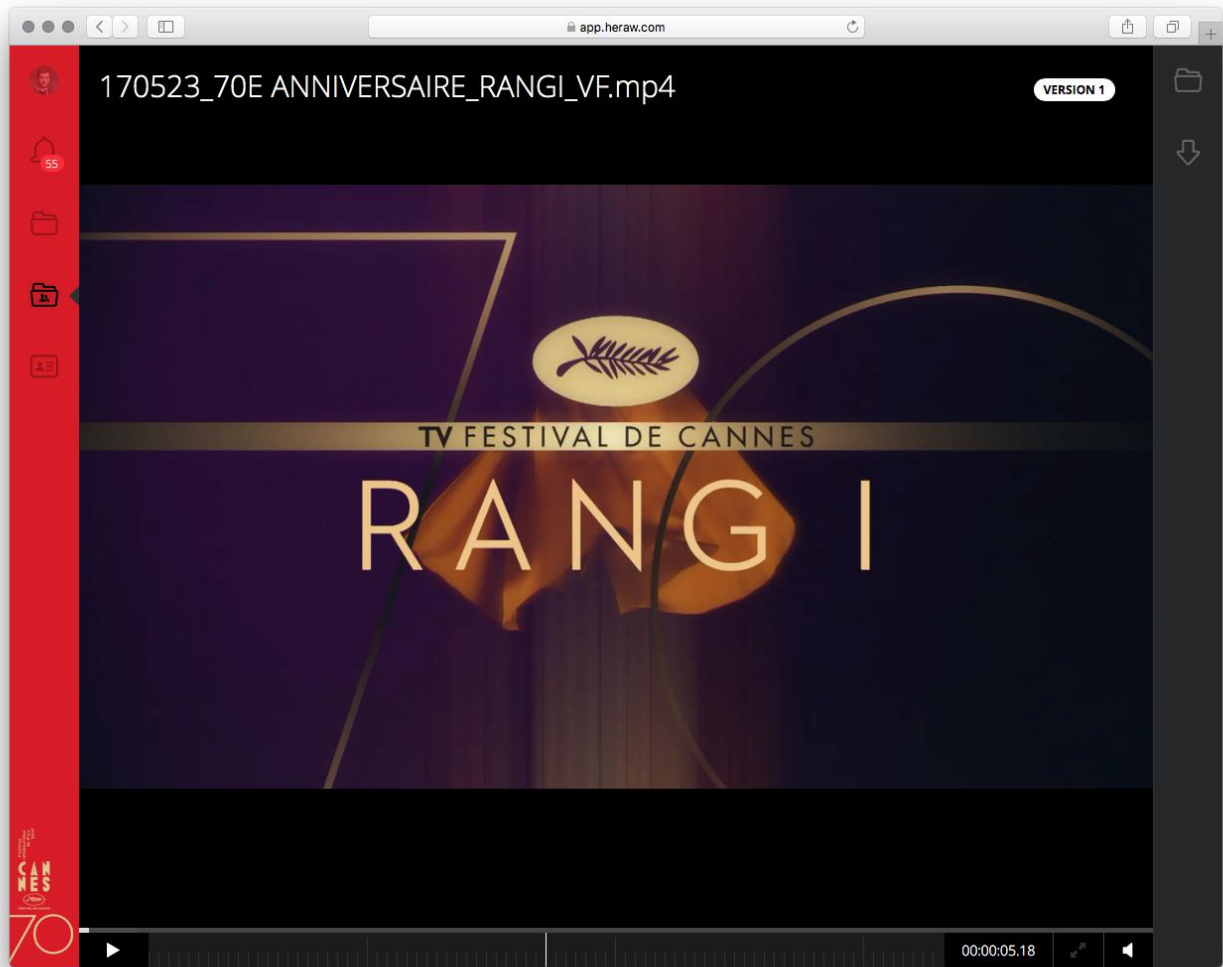 app.heraw.com
170523_70E ANNIVERSAIRE_RANGI_VF.mp4
VERSION 1
55
TV FESTIVAL DE CANNES
RANG I
CAN
NES
70
00:00:05.18